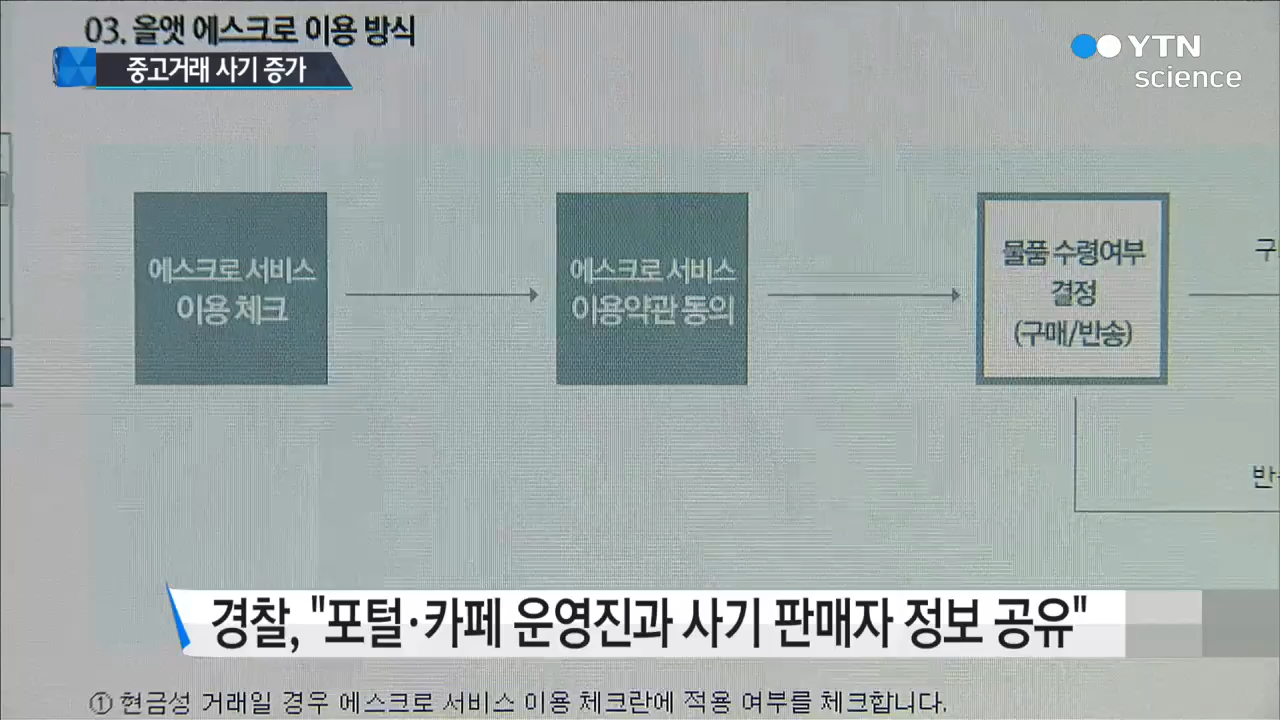 03. 올앳 에스크로 이용 방식
중고거래 사기 증가
YTN
science
에스크로 서비스
이용 체크
에스크로 서비스
이용약관 동의
물품 수령여부
결정
(구매/반송)
구
반
경찰, "포털·카페 운영진과 사기 판매자 정보 공유"
① 현금성 거래일 경우 에스크로 서비스 이용 체크란에 적용 여부를 체크합니다.